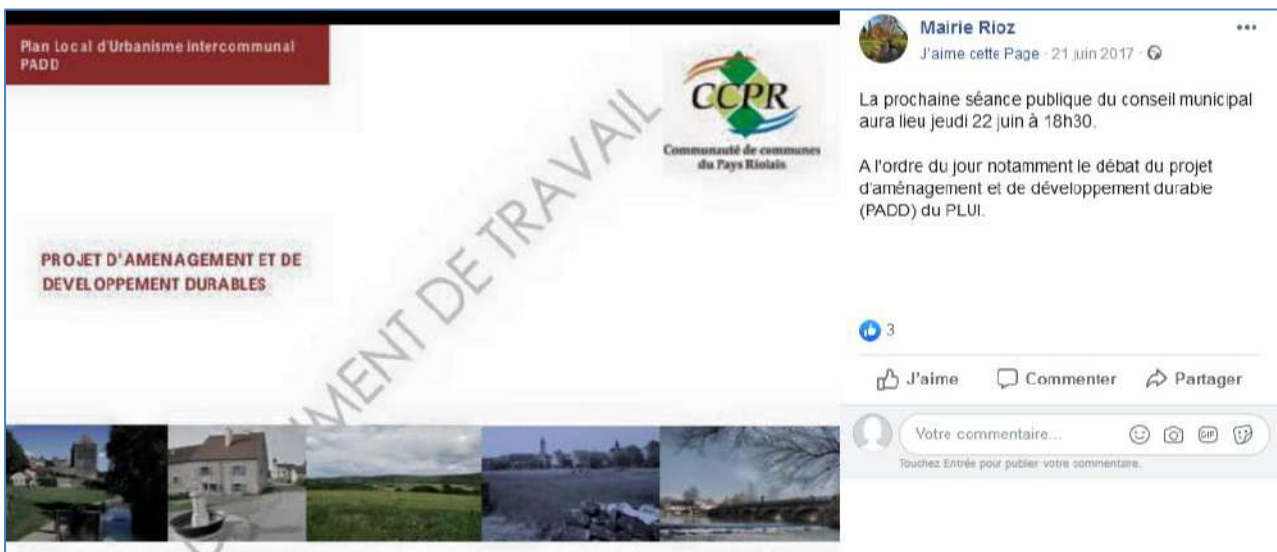 Plan Local d'Urbanisme intercommunal
PADD
CCPR
Communauté de communes
du Pays Riolais
PROJET D'AMENAGEMENT ET DE
DEVELOPPEMENT DURABLES
DOCUMENT DE TRAVAIL
Mairie Rioz
J'aime cette Page · 21 juin 2017
La prochaine séance publique du conseil municipal
aura lieu jeudi 22 juin à 18h30.
A l'ordre du jour notamment le débat du projet
d'aménagement et de développement durable
(PADD) du PLUI.
3
J'aime
Commenter
Partager
Votre commentaire...
GIF
Touchez Entrée pour publier votre commentaire.